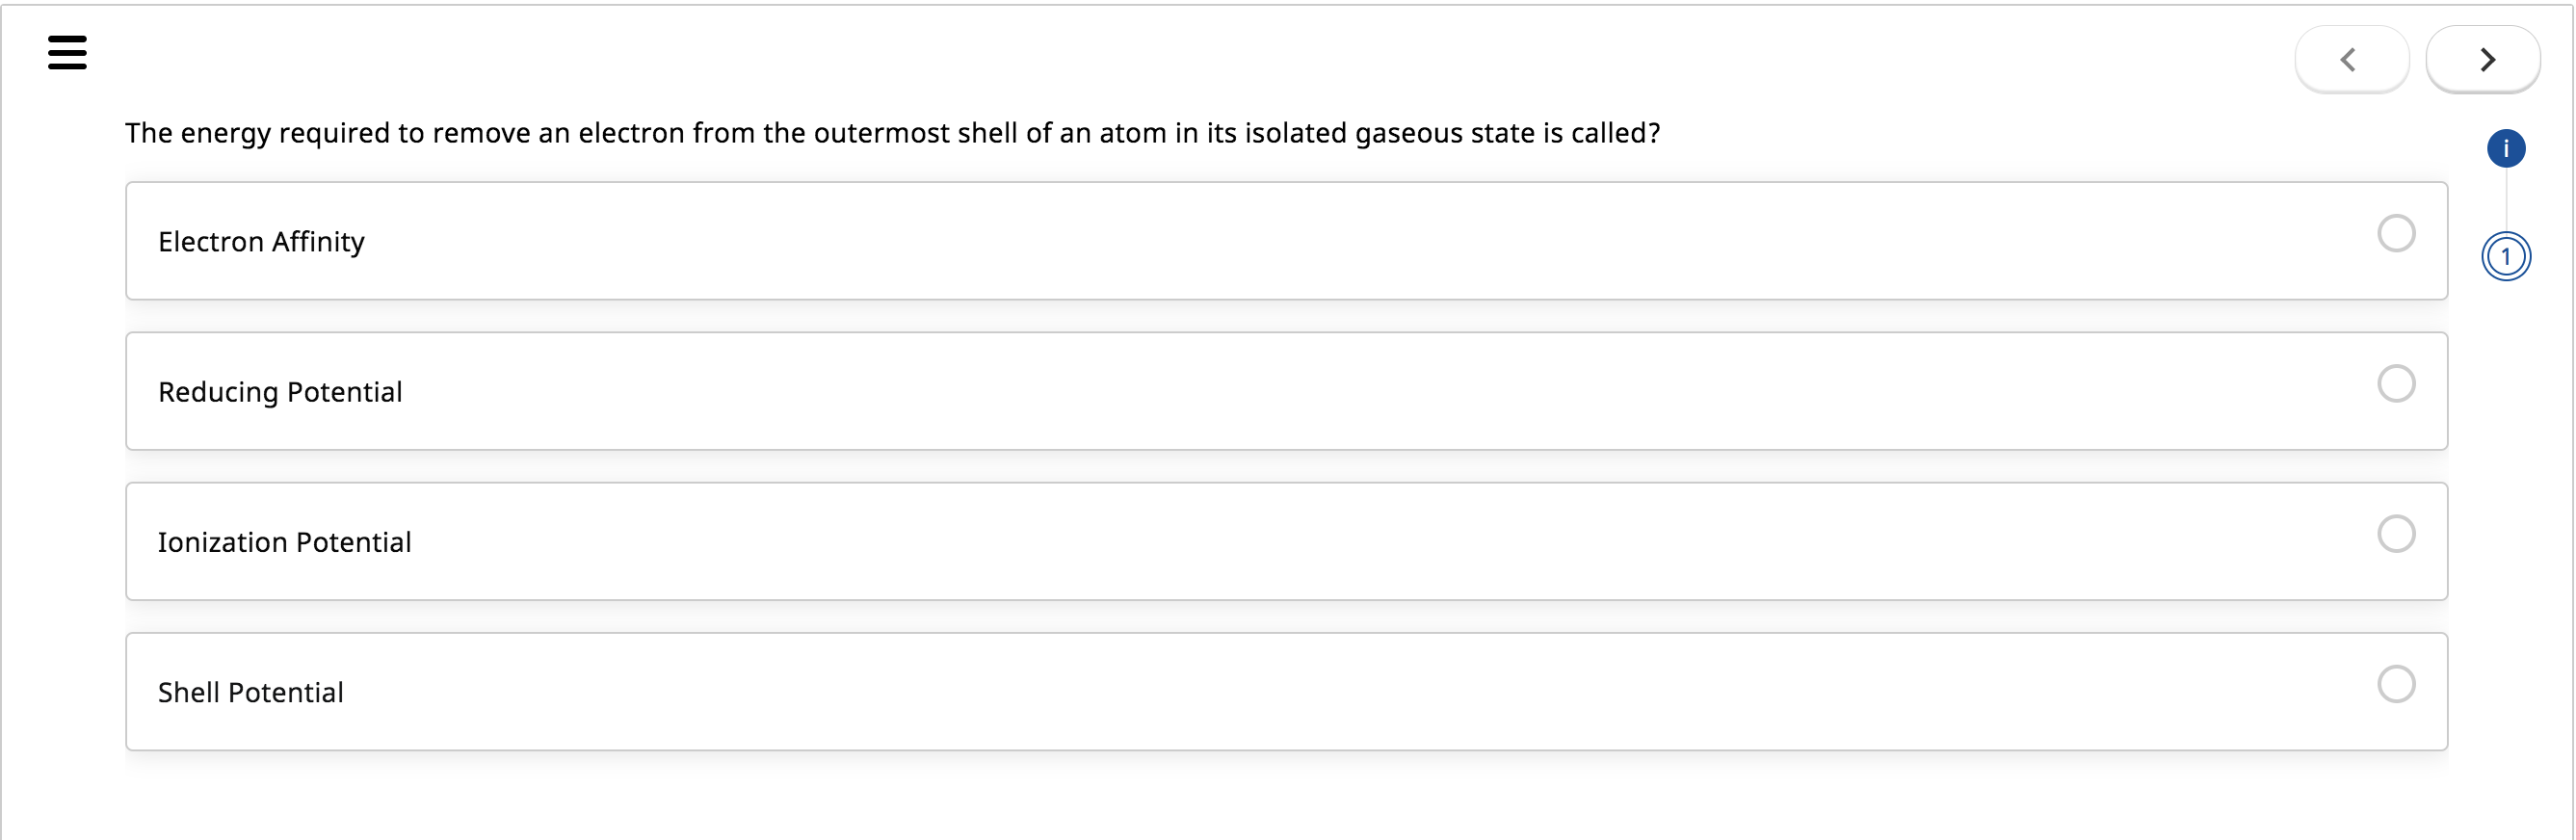 The energy required to remove an electron from the outermost shell of an atom in its isolated gaseous state is called?
i
Electron Affinity
1
Reducing Potential
Ionization Potential
Shell Potential